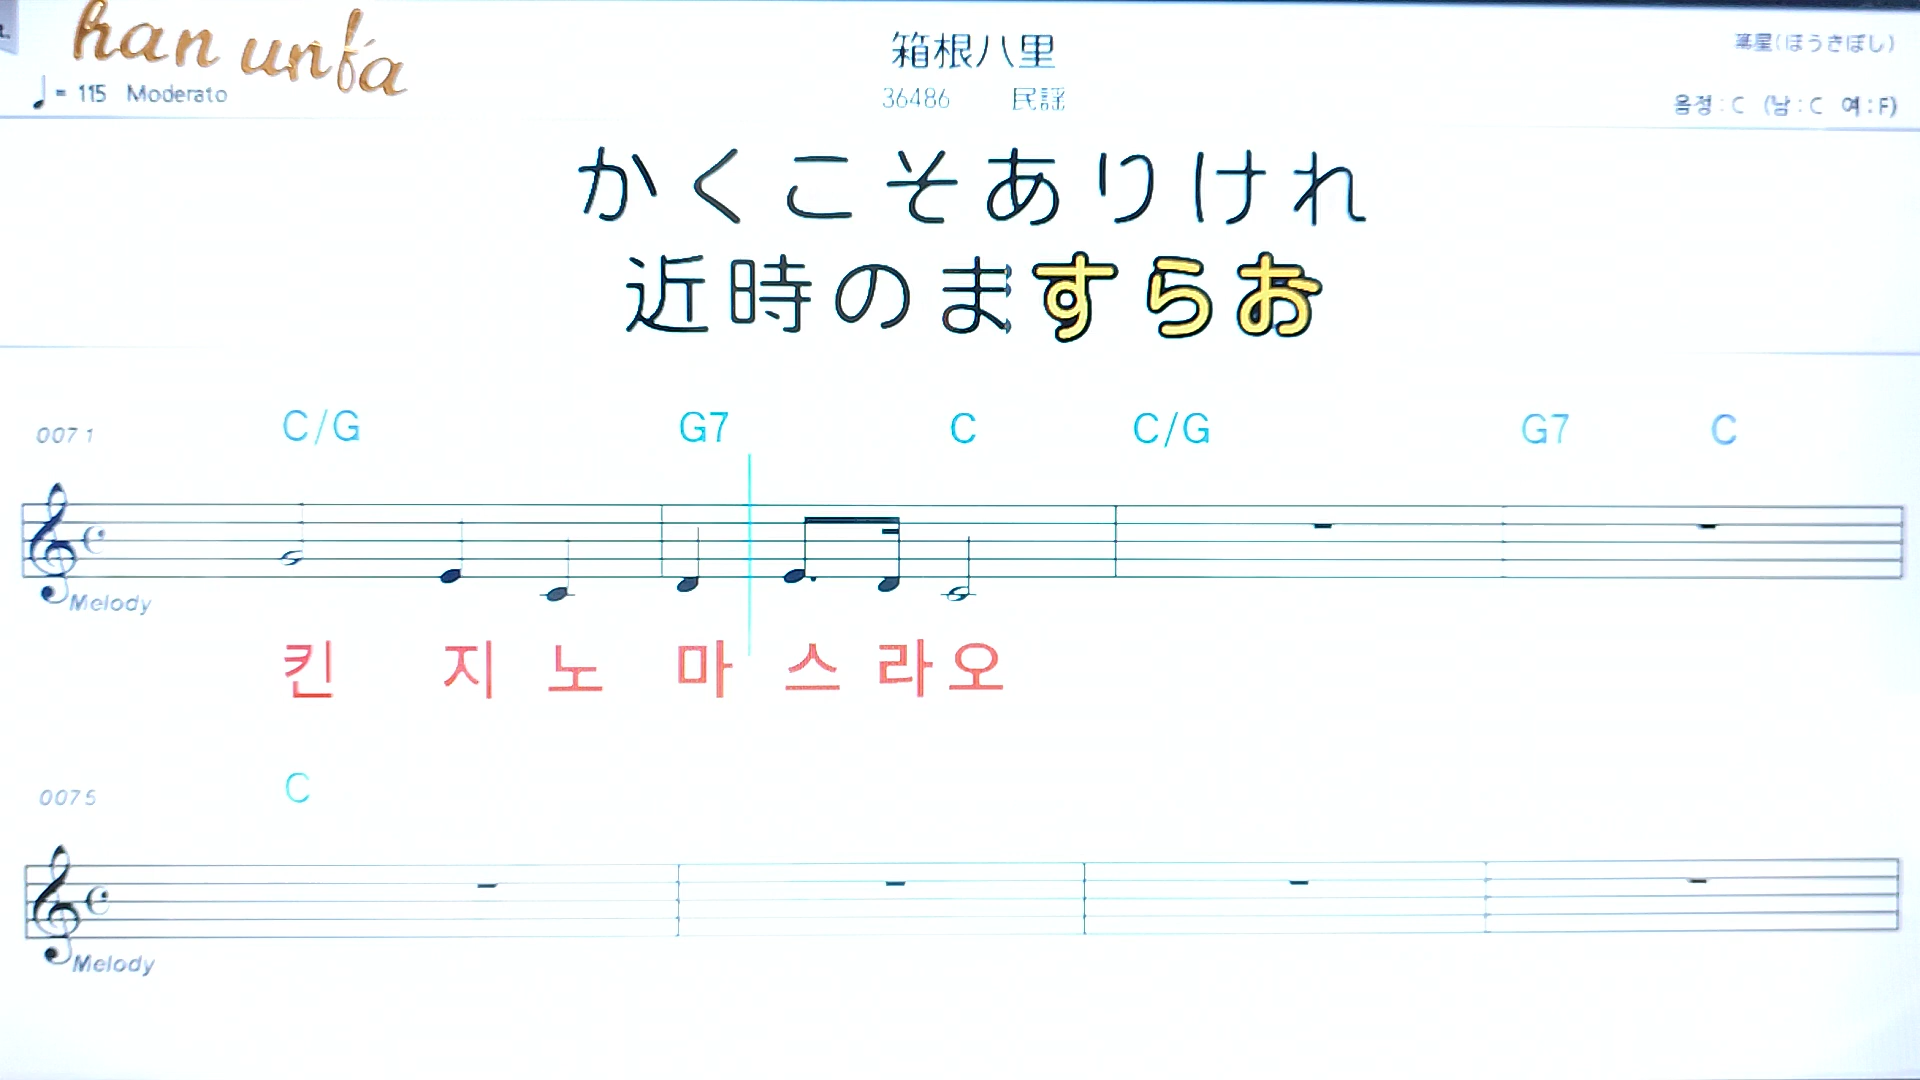 han unfa
♩= 115 Moderato
箱根八里
36486 民謡
箒星(ほうきぼし)
음정 : C (남 : C 여 : F)
かくこそありけれ
近時のますらお
0071 C/G G7 C C/G G7 C
Melody
킨 지 노 마 스 라 오
0075 C
Melody